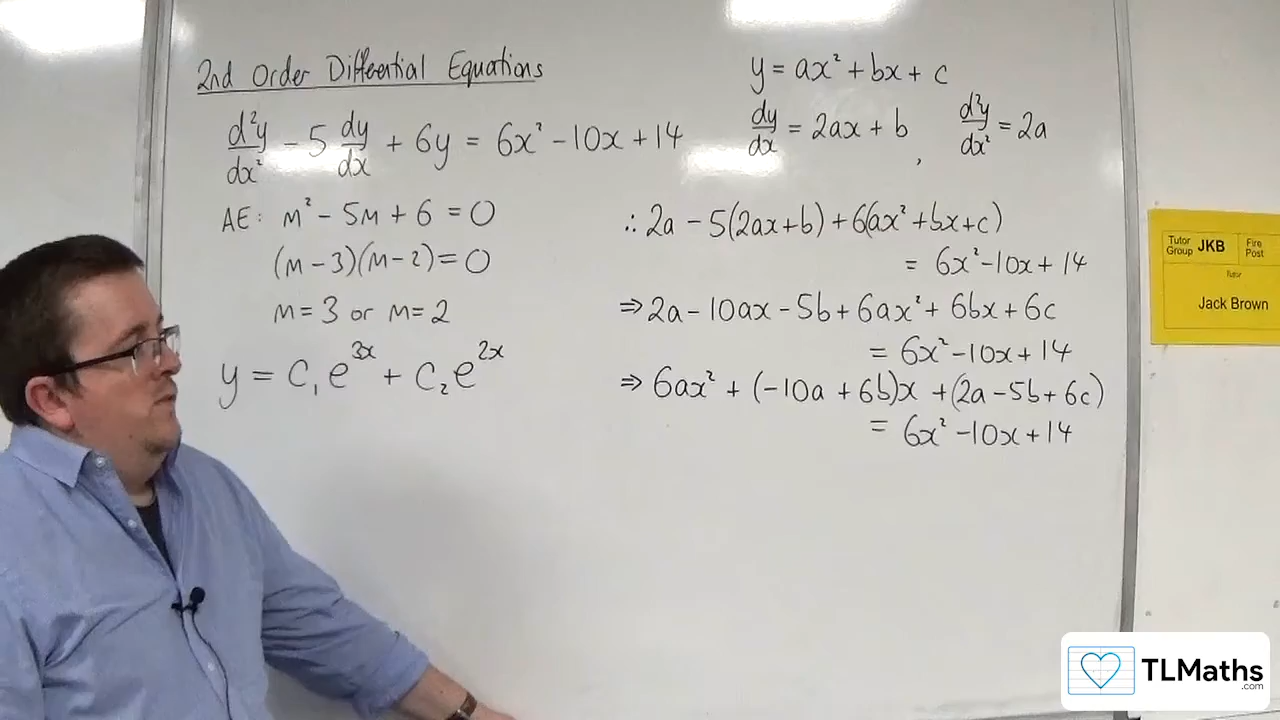 2nd Order Differential Equations
d²y/dx² - 5 dy/dx + 6y = 6x² - 10x + 14
AE: m² - 5m + 6 = 0
(m - 3)(m - 2) = 0
m = 3 or m = 2
y = C₁e^3x + C₂e^2x
y = ax² + bx + c
dy/dx = 2ax + b , d²y/dx² = 2a
∴ 2a - 5(2ax + b) + 6(ax² + bx + c)
= 6x² - 10x + 14
⇒ 2a - 10ax - 5b + 6ax² + 6bx + 6c
= 6x² - 10x + 14
⇒ 6ax² + (-10a + 6b)x + (2a - 5b + 6c)
= 6x² - 10x + 14
Tutor Group JKB
Fire Post
Tutor
Jack Brown
TLMaths
.com